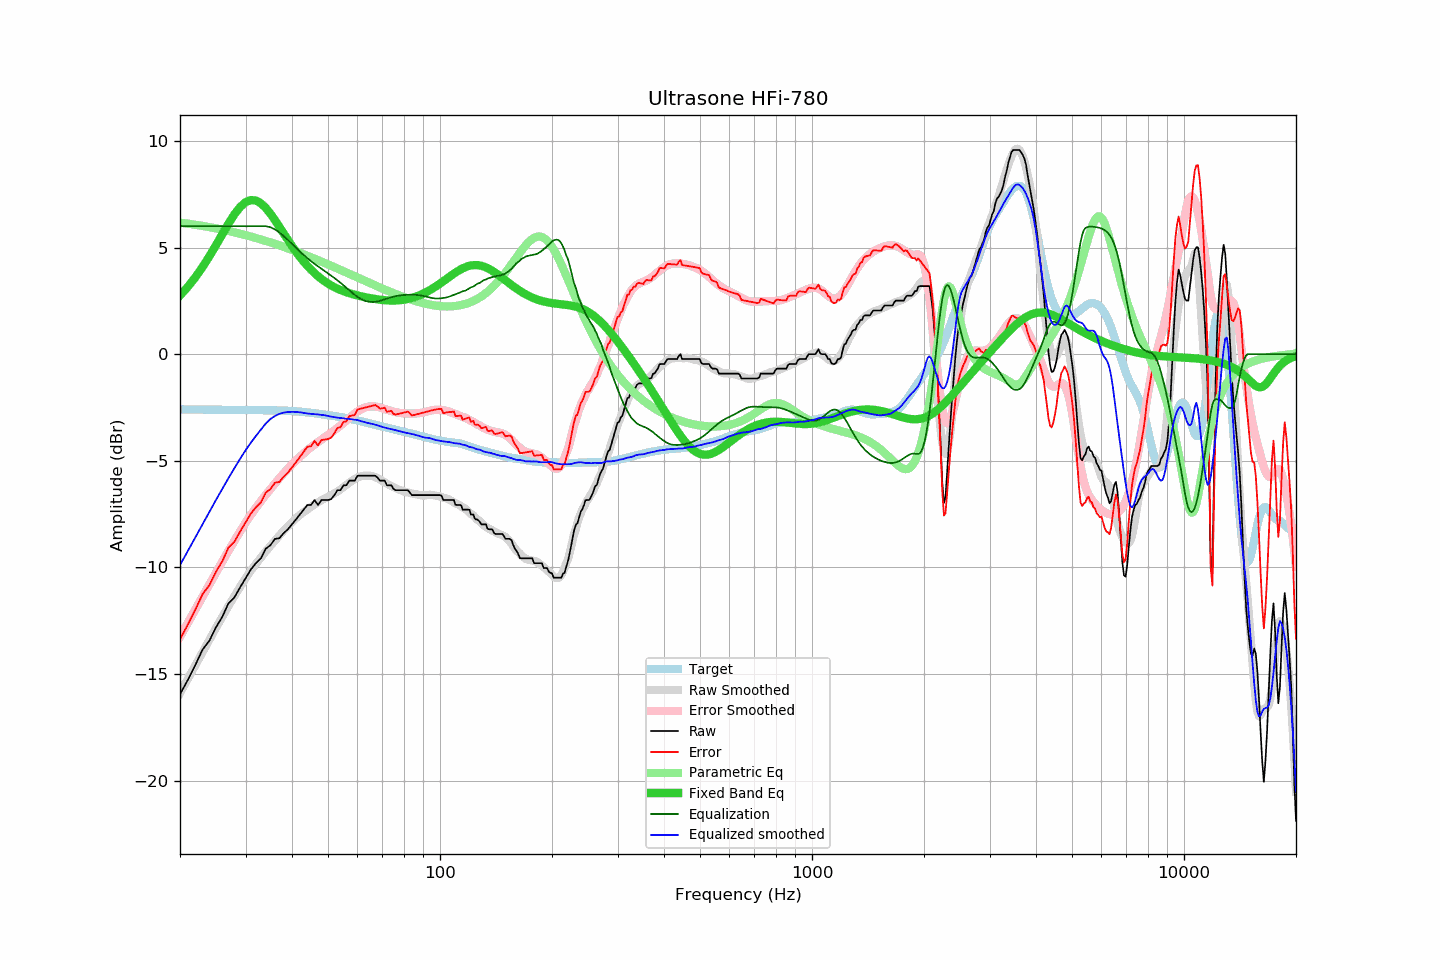 Ultrasone HFi-780
Amplitude (dBr)
10
5
0
−5
−10
−15
−20
Target
Raw Smoothed
Error Smoothed
Raw
Error
Parametric Eq
Fixed Band Eq
Equalization
Equalized smoothed
100
1000
10000
Frequency (Hz)